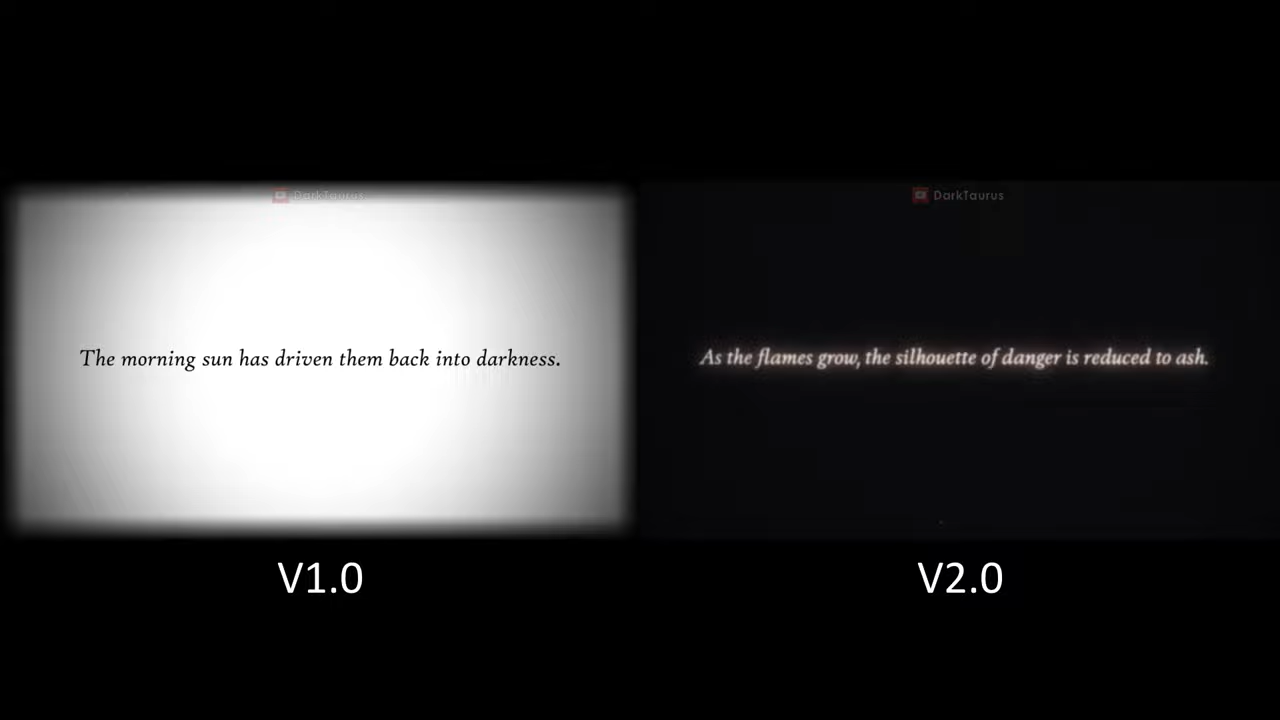 DarkTaurus
DarkTaurus
The morning sun has driven them back into darkness.
As the flames grow, the silhouette of danger is reduced to ash.
V1.0
V2.0